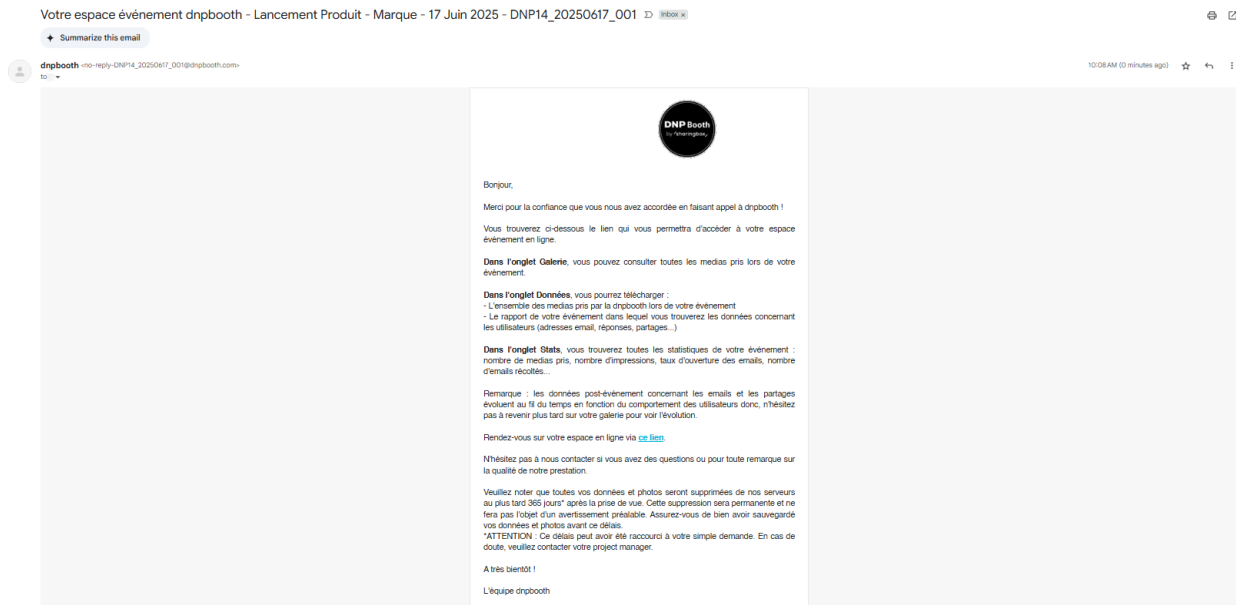 Votre espace événement dnpbooth - Lancement Produit - Marque - 17 Juin 2025 - DNP14_20250617_001 Inbox x
Summarize this email
dnpbooth <no-reply-DNP14_20250617_001@dnpbooth.com>
10:08 AM (0 minutes ago)
to
DNP Booth
by sharingbox
Bonjour,
Merci pour la confiance que vous nous avez accordée en faisant appel à dnpbooth !
Vous trouverez ci-dessous le lien qui vous permettra d'accéder à votre espace
événement en ligne.
Dans l'onglet Galerie, vous pouvez consulter toutes les medias pris lors de votre
événement.
Dans l'onglet Données, vous pourrez télécharger :
- L'ensemble des medias pris par la dnpbooth lors de votre événement
- Le rapport de votre événement dans lequel vous trouverez les données concernant
les utilisateurs (adresses email, réponses, partages...)
Dans l'onglet Stats, vous trouverez toutes les statistiques de votre événement :
nombre de medias pris, nombre d'impressions, taux d'ouverture des emails, nombre
d'emails récoltés...
Remarque : les données post-événement concernant les emails et les partages
évoluent au fil du temps en fonction du comportement des utilisateurs donc, n'hésitez
pas à revenir plus tard sur votre galerie pour voir l'évolution.
Rendez-vous sur votre espace en ligne via ce lien.
N'hésitez pas à nous contacter si vous avez des questions ou pour toute remarque sur
la qualité de notre prestation.
Veuillez noter que toutes vos données et photos seront supprimées de nos serveurs
au plus tard 365 jours* après la prise de vue. Cette suppression sera permanente et ne
fera pas l'objet d'un avertissement préalable. Assurez-vous de bien avoir sauvegardé
vos données et photos avant ce délais.
*ATTENTION : Ce délais peut avoir été raccourci à votre simple demande. En cas de
doute, veuillez contacter votre project manager.
A très bientôt !
L'équipe dnpbooth